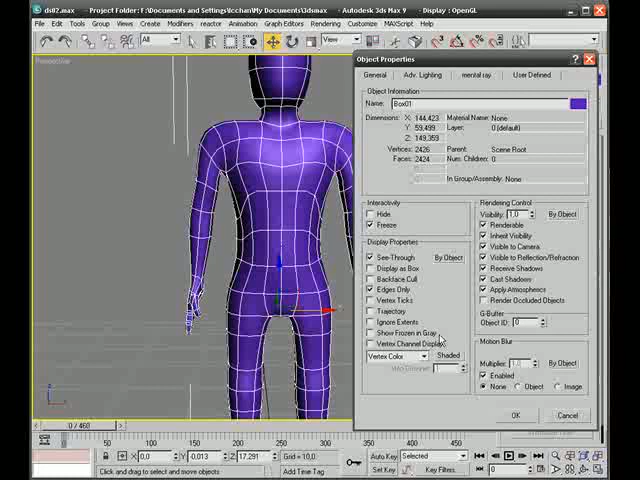 ds02.max - Project Folder: F:\Documents and Settings\lcchan\My Documents\3dsmax - Autodesk 3ds Max 9 - Display : OpenGL
File Edit Tools Group Views Create Modifiers reactor Animation Graph Editors Rendering Customize MAXScript Help
All View
Perspective
Object Properties
General Adv. Lighting mental ray User Defined
Object Information
Name: Box01
Dimensions: X: 144,423 Material Name: None
Y: 59,499 Layer: 0 (default)
Z: 149,359
Vertices: 2426 Parent: Scene Root
Faces: 2424 Num. Children: 0
In Group/Assembly: None
Interactivity
Hide
Freeze
Display Properties
See-Through By Object
Display as Box
Backface Cull
Edges Only
Vertex Ticks
Trajectory
Ignore Extents
Show Frozen in Gray
Vertex Channel Display
Vertex Color Shaded
Map Channel: 1
Rendering Control
Visibility: 1,0 By Object
Renderable
Inherit Visibility
Visible to Camera
Visible to Reflection/Refraction
Receive Shadows
Cast Shadows
Apply Atmospherics
Render Occluded Objects
G-Buffer
Object ID: 0
Motion Blur
Multiplier: 1,0 By Object
Enabled
None Object Image
OK Cancel
0 / 460
50 100 150 200 250 300 350 400 450
X: 0,0 Y: -0,013 Z: 17,291 Grid = 10,0 Auto Key Selected
Click and drag to select and move objects Add Time Tag Set Key Key Filters... 0